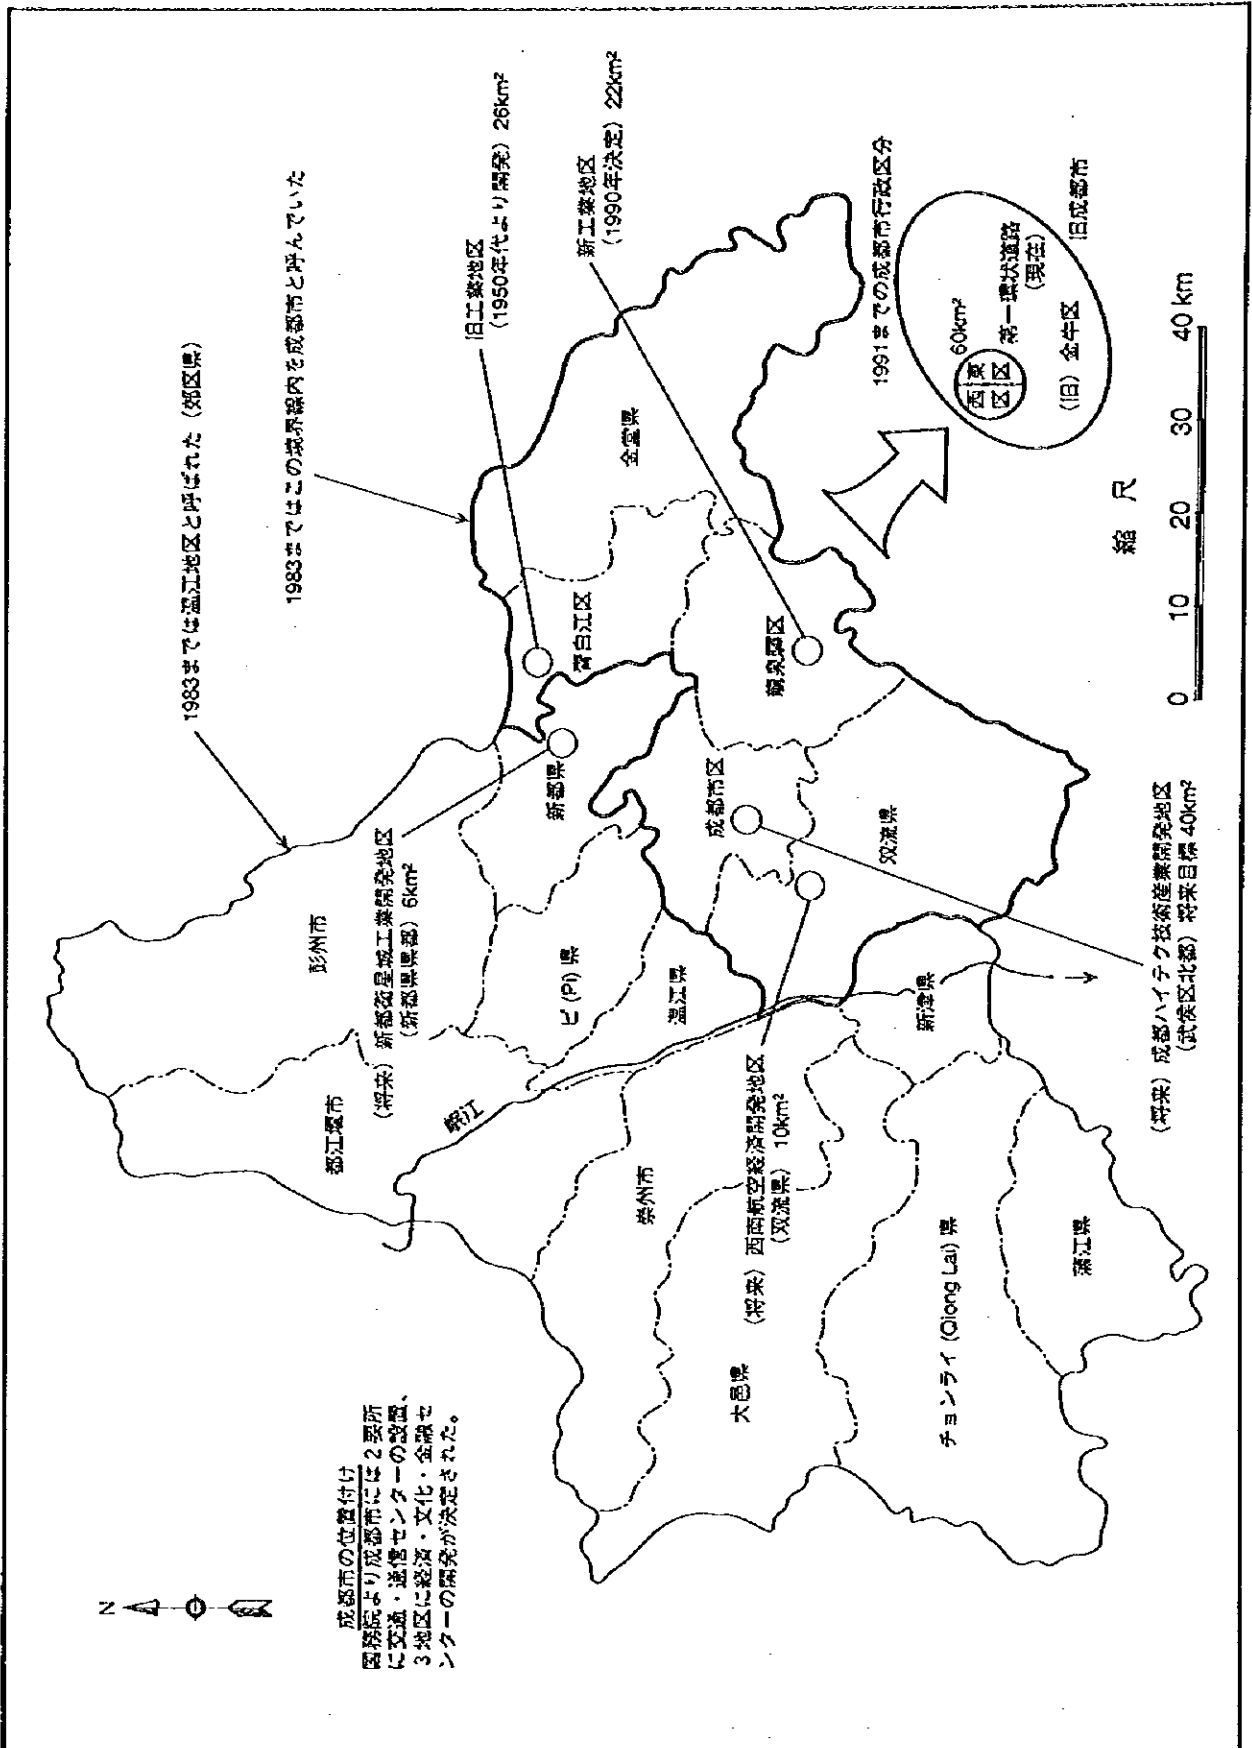 N
成都市の位置付け
国務院より成都市には2要所
に交通・通信センターの設置、
3地区に経済・文化・金融セ
ンターの開発が決定された。
1983までは温江地区と呼ばれた（郊区県）
1983まではこの境界線内を成都市と呼んでいた
旧工業地区
（1950年代より開発）26km²
新工業地区
（1990年決定）22km²
1991までの成都市行政区分
60km²
西区
東区
第一環状道路
（現在）
（旧）金牛区
旧成都市
彭州市
都江堰市
岷江
（将来）新都衛星城工業開発地区
（新都県県都）6km²
新都県
青白江区
金堂県
ピ(Pi)県
温江県
成都市区
龍泉驛区
双流県
新津県
崇州市
大邑県
（将来）西南航空経済開発地区
（双流県）10km²
チョンライ(Qiong Lai)県
蒲江県
（将来）成都ハイテク技術産業開発地区
（武侯区北都）将来目標40km²
縮尺
0 10 20 30 40 km